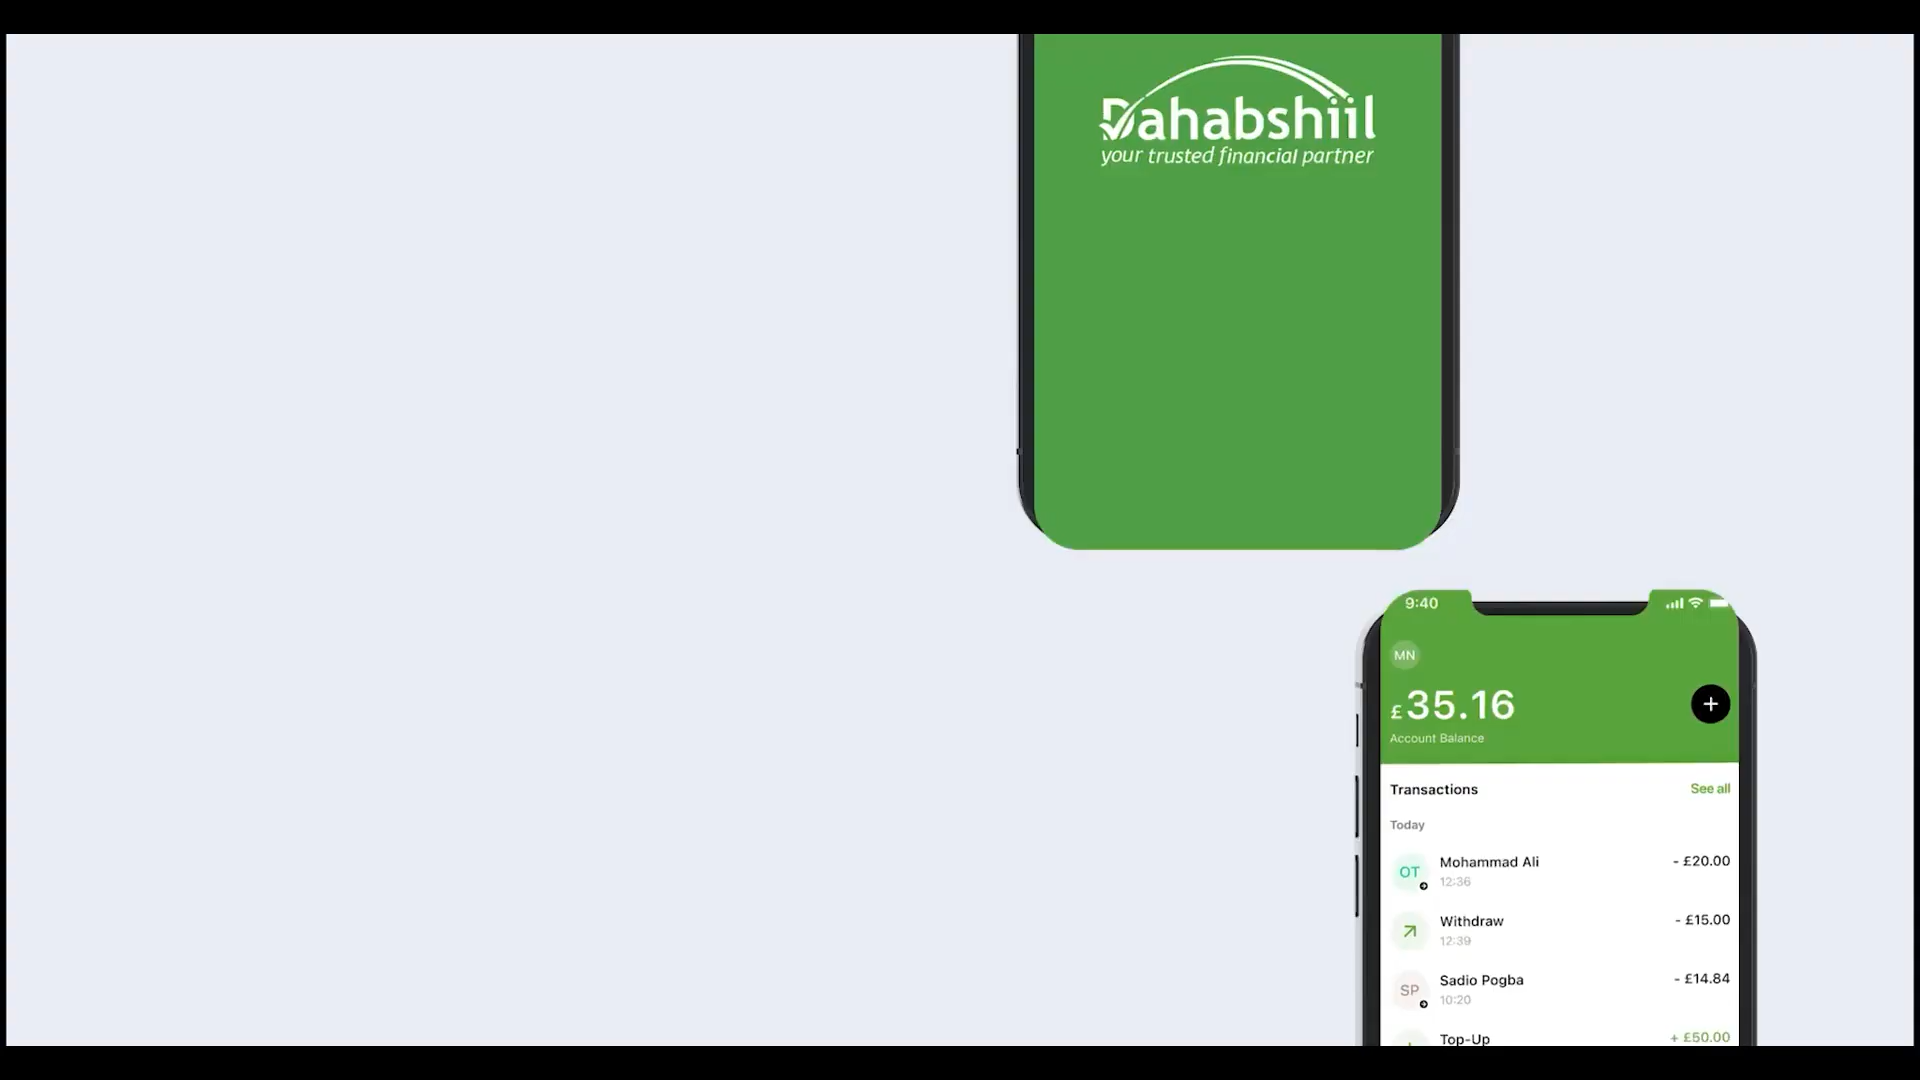 Dahabshiil
your trusted financial partner
9:40
MN
£35.16
Account Balance
Transactions
See all
Today
OT
Mohammad Ali
- £20.00
12:36
Withdraw
- £15.00
12:39
SP
Sadio Pogba
- £14.84
10:20
Top-Up
+ £50.00